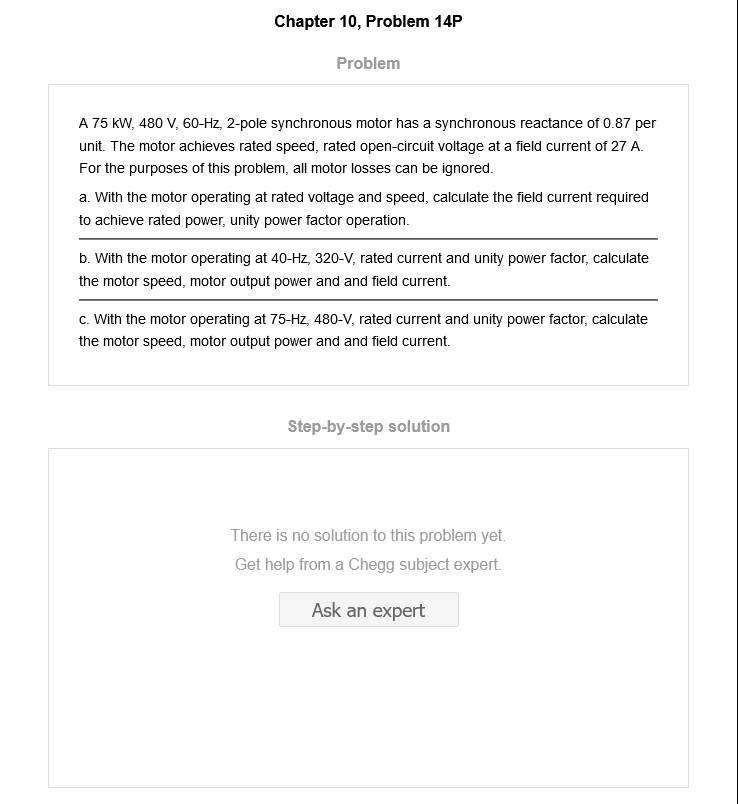 Chapter 10, Problem 14P
Problem
A 75 kW, 480 V, 60-Hz, 2-pole synchronous motor has a synchronous reactance of 0.87 per
unit. The motor achieves rated speed, rated open-circuit voltage at a field current of 27 A.
For the purposes of this problem, all motor losses can be ignored.
a. With the motor operating at rated voltage and speed, calculate the field current required
to achieve rated power, unity power factor operation.
b. With the motor operating at 40-Hz, 320-V, rated current and unity power factor, calculate
the motor speed, motor output power and and field current.
c. With the motor operating at 75-Hz, 480-V, rated current and unity power factor, calculate
the motor speed, motor output power and and field current.
Step-by-step solution
There is no solution to this problem yet.
Get help from a Chegg subject expert.
Ask an expert